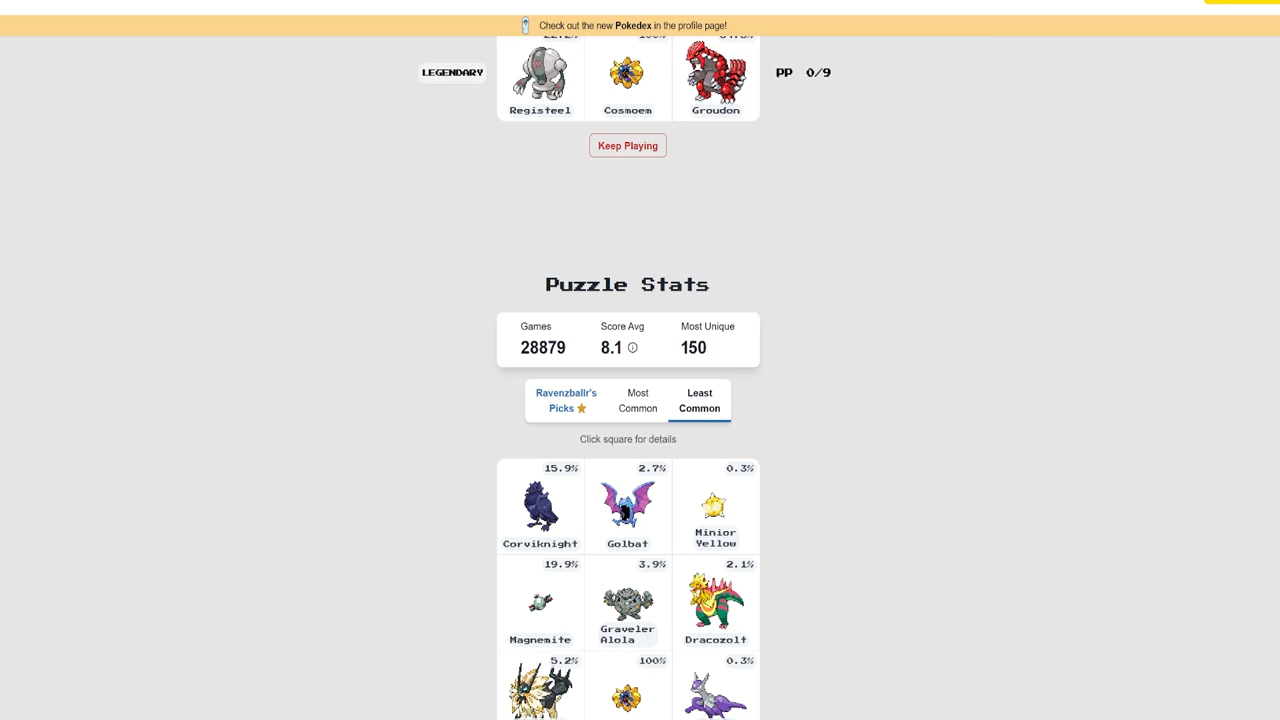 Check out the new Pokedex in the profile page!
LEGENDARY
Registeel
Cosmoem
Groudon
PP 0/9
Keep Playing
Puzzle Stats
Games
Score Avg
Most Unique
28879
8.1
150
Ravenzballr's
Picks
Most
Common
Least
Common
Click square for details
15.9%
2.7%
0.3%
Corviknight
Golbat
Minior
Yellow
19.9%
3.9%
2.1%
Magnemite
Graveler
Alola
Dracozolt
5.2%
100%
0.3%